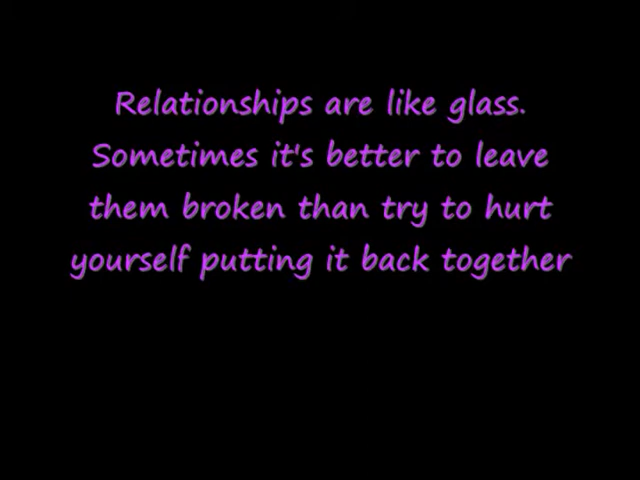 Relationships are like glass.
Sometimes it's better to leave
them broken than try to hurt
yourself putting it back together